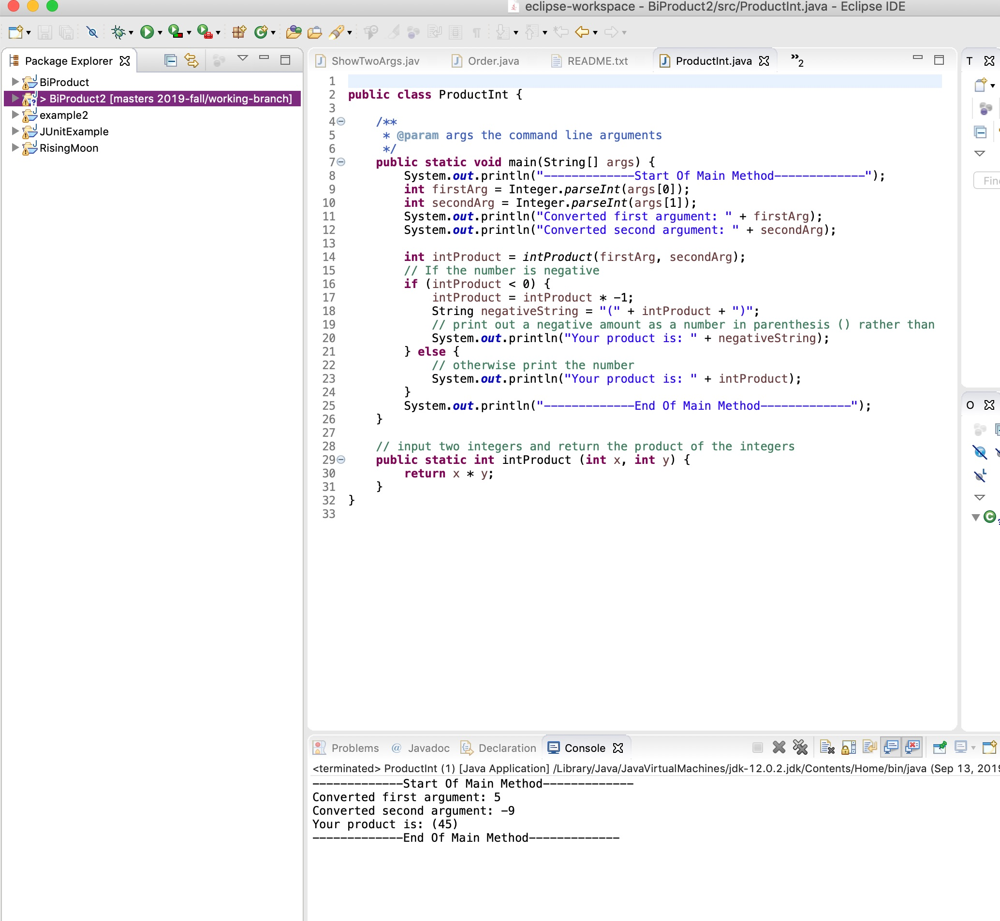 eclipse-workspace - BiProduct2/src/ProductInt.java - Eclipse IDE
Package Explorer
BiProduct
> BiProduct2 [masters 2019-fall/working-branch]
example2
JUnitExample
RisingMoon
ShowTwoArgs.jav Order.java README.txt ProductInt.java »2
1
2 public class ProductInt {
3
4 /**
5 * @param args the command line arguments
6 */
7 public static void main(String[] args) {
8 System.out.println("-------------Start Of Main Method-------------");
9 int firstArg = Integer.parseInt(args[0]);
10 int secondArg = Integer.parseInt(args[1]);
11 System.out.println("Converted first argument: " + firstArg);
12 System.out.println("Converted second argument: " + secondArg);
13
14 int intProduct = intProduct(firstArg, secondArg);
15 // If the number is negative
16 if (intProduct < 0) {
17 intProduct = intProduct * -1;
18 String negativeString = "(" + intProduct + ")";
19 // print out a negative amount as a number in parenthesis () rather than
20 System.out.println("Your product is: " + negativeString);
21 } else {
22 // otherwise print the number
23 System.out.println("Your product is: " + intProduct);
24 }
25 System.out.println("-------------End Of Main Method-------------");
26 }
27
28 // input two integers and return the product of the integers
29 public static int intProduct (int x, int y) {
30 return x * y;
31 }
32 }
33
T
Fin
O
Problems @ Javadoc Declaration Console
<terminated> ProductInt (1) [Java Application] /Library/Java/JavaVirtualMachines/jdk-12.0.2.jdk/Contents/Home/bin/java (Sep 13, 2019
-------------Start Of Main Method-------------
Converted first argument: 5
Converted second argument: -9
Your product is: (45)
-------------End Of Main Method-------------